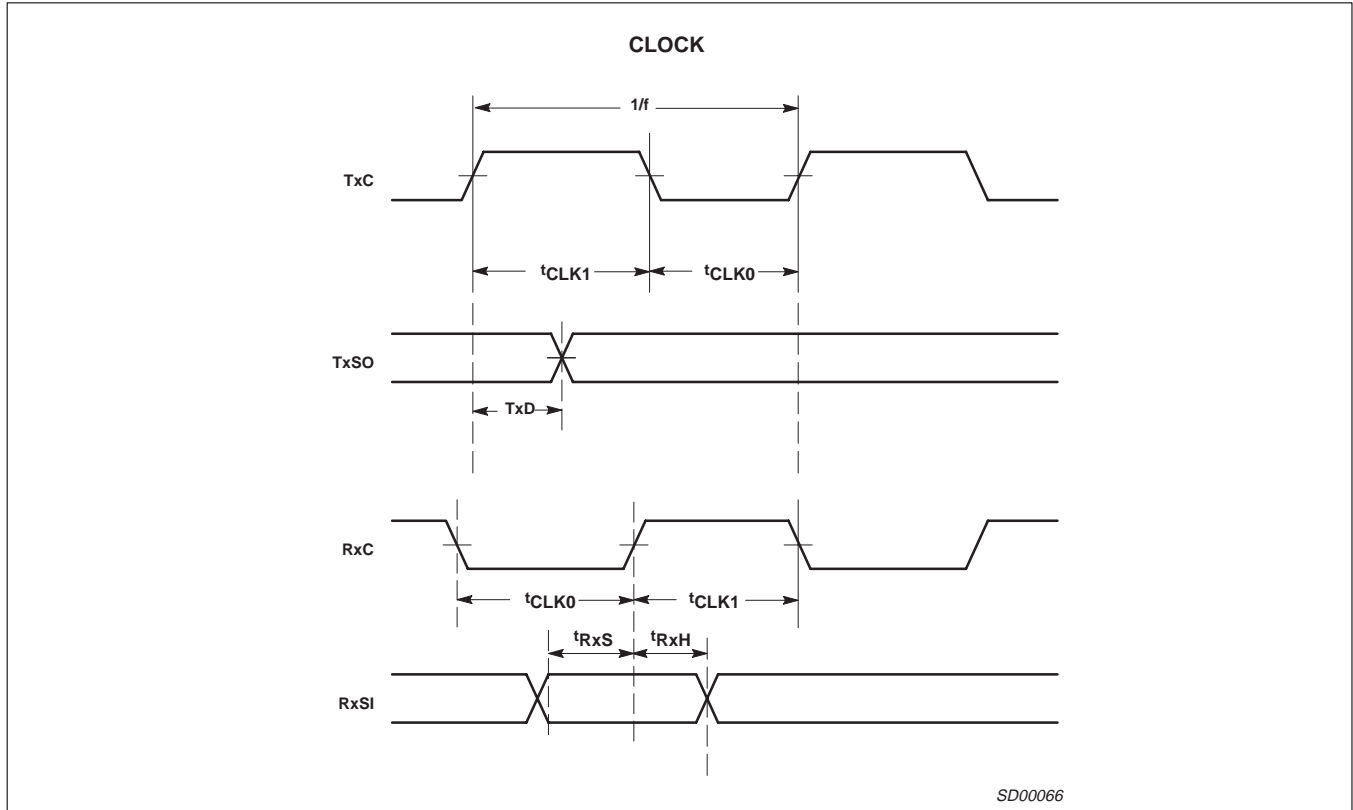 CLOCK
1/f
TxC
tCLK1
tCLK0
TxSO
TxD
RxC
tCLK0
tCLK1
tRxS
tRxH
RxSI
SD00066